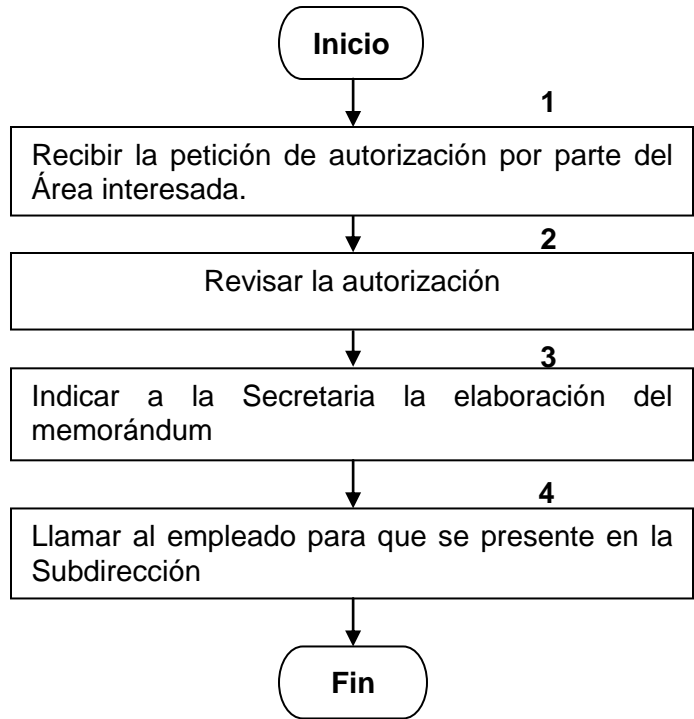 Inicio
1
Recibir la petición de autorización por parte del
Área interesada.
2
Revisar la autorización
3
Indicar a la Secretaria la elaboración del
memorándum
4
Llamar al empleado para que se presente en la
Subdirección
Fin